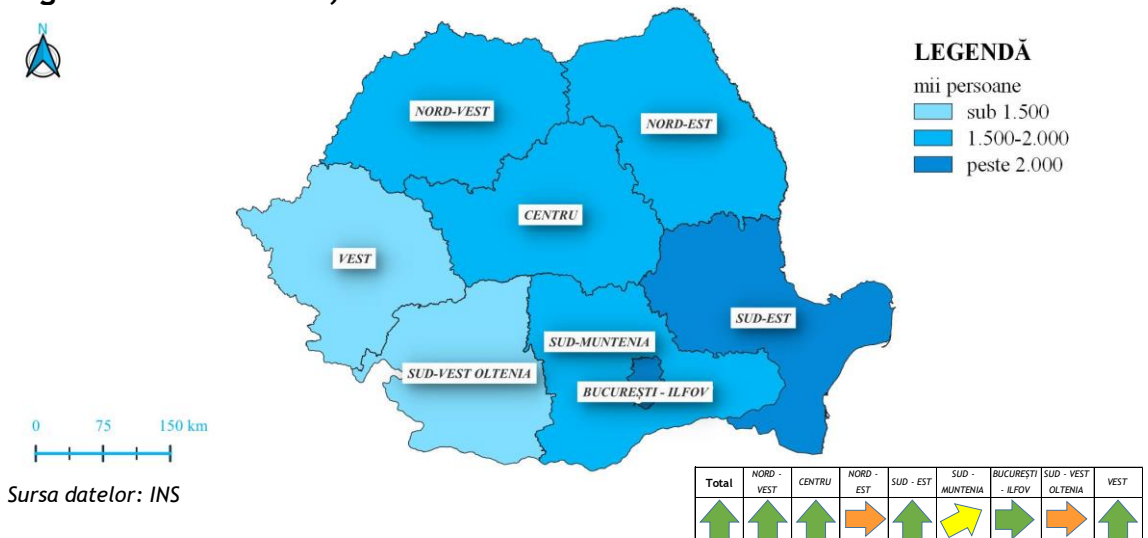 N
LEGENDĂ
mii persoane
sub 1.500
1.500-2.000
peste 2.000
NORD-VEST
NORD-EST
CENTRU
VEST
SUD-EST
SUD-MUNTENIA
SUD-VEST OLTENIA
BUCUREȘTI - ILFOV
0 75 150 km
Sursa datelor: INS
Total
NORD - VEST
CENTRU
NORD - EST
SUD - EST
SUD - MUNTENIA
BUCUREȘTI - ILFOV
SUD - VEST OLTENIA
VEST